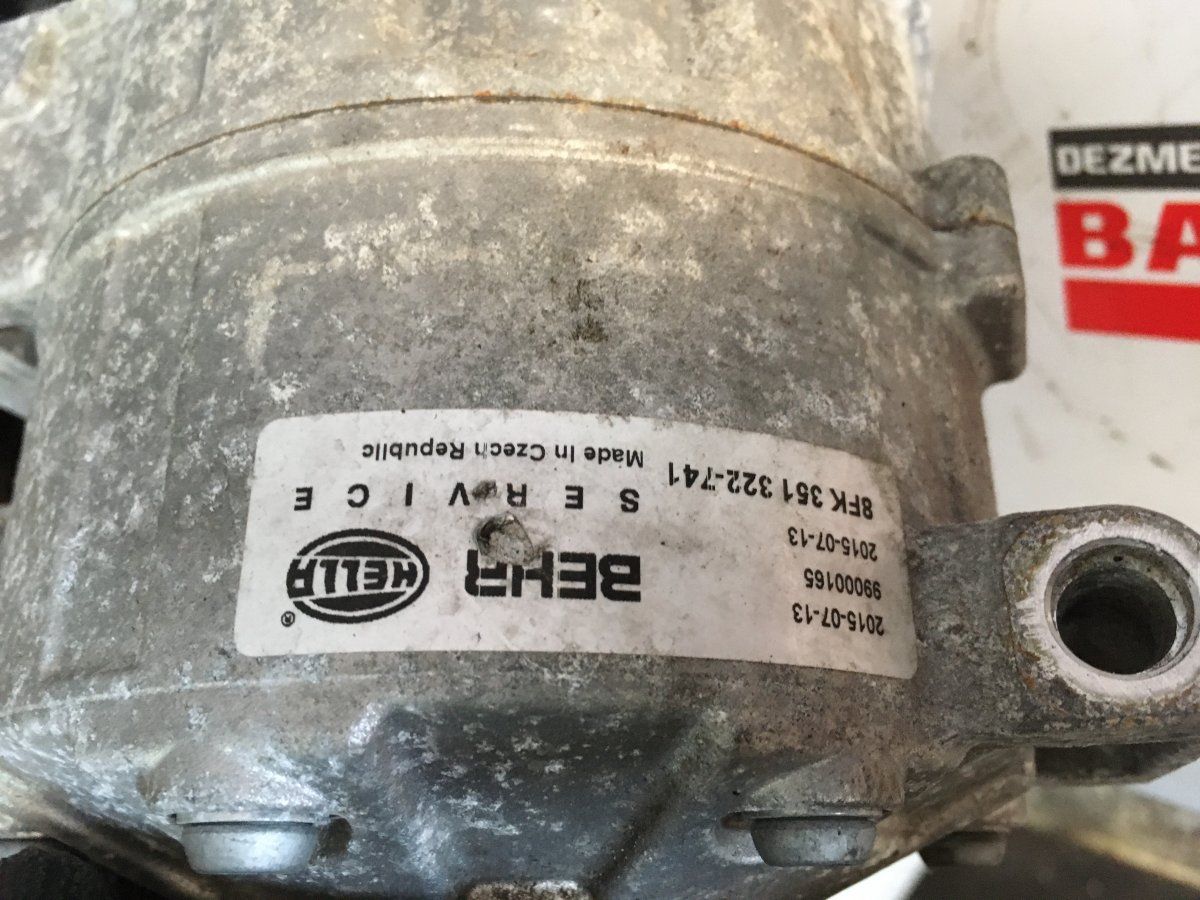 DEZME
BA
2015-07-13
99000165
2015-07-13
8FK 351 322-741
BEHR
HELLA
®
SERVICE
Made in Czech Republic